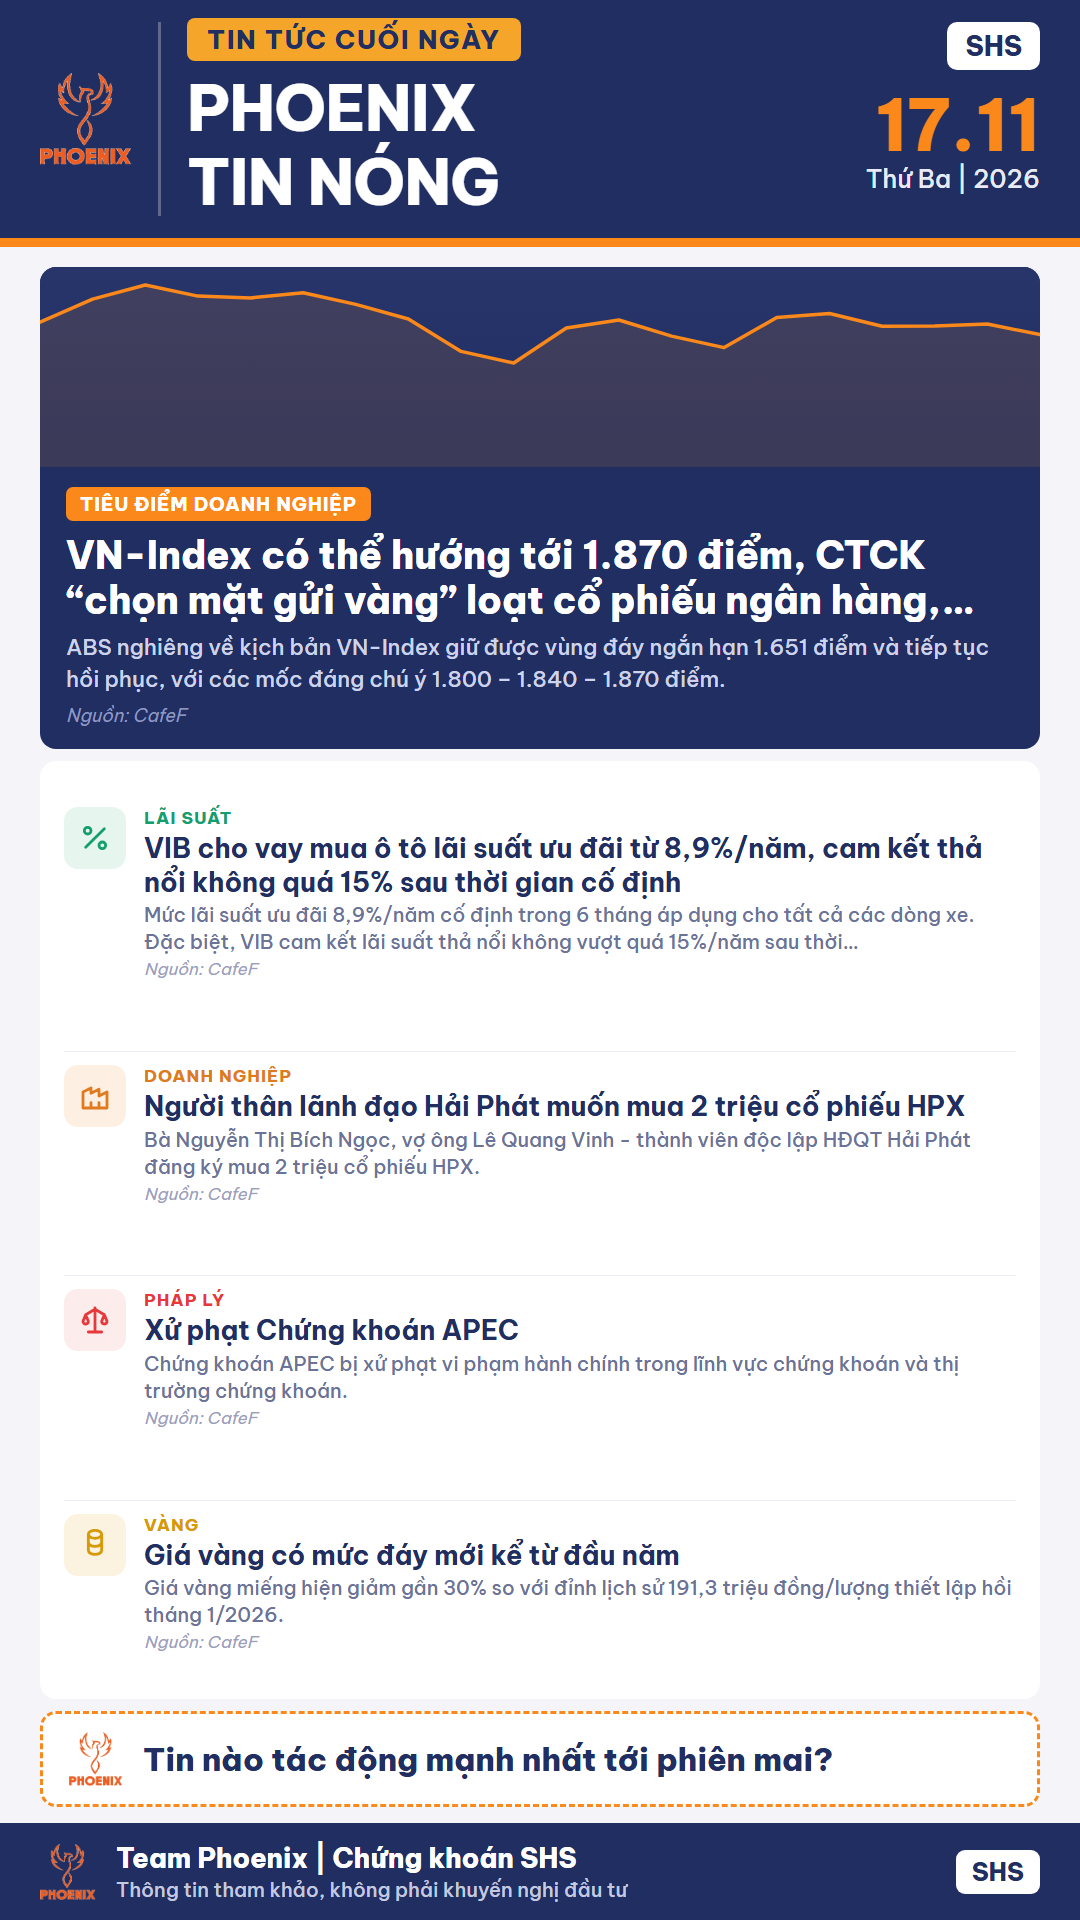 PHOENIX
TIN TỨC CUỐI NGÀY
PHOENIX
TIN NÓNG
SHS
17.11
Thứ Ba | 2026
TIÊU ĐIỂM DOANH NGHIỆP
VN-Index có thể hướng tới 1.870 điểm, CTCK
“chọn mặt gửi vàng” loạt cổ phiếu ngân hàng,...
ABS nghiêng về kịch bản VN-Index giữ được vùng đáy ngắn hạn 1.651 điểm và tiếp tục
hồi phục, với các mốc đáng chú ý 1.800 – 1.840 – 1.870 điểm.
Nguồn: CafeF
LÃI SUẤT
VIB cho vay mua ô tô lãi suất ưu đãi từ 8,9%/năm, cam kết thả
nổi không quá 15% sau thời gian cố định
Mức lãi suất ưu đãi 8,9%/năm cố định trong 6 tháng áp dụng cho tất cả các dòng xe.
Đặc biệt, VIB cam kết lãi suất thả nổi không vượt quá 15%/năm sau thời...
Nguồn: CafeF
DOANH NGHIỆP
Người thân lãnh đạo Hải Phát muốn mua 2 triệu cổ phiếu HPX
Bà Nguyễn Thị Bích Ngọc, vợ ông Lê Quang Vinh - thành viên độc lập HĐQT Hải Phát
đăng ký mua 2 triệu cổ phiếu HPX.
Nguồn: CafeF
PHÁP LÝ
Xử phạt Chứng khoán APEC
Chứng khoán APEC bị xử phạt vi phạm hành chính trong lĩnh vực chứng khoán và thị
trường chứng khoán.
Nguồn: CafeF
VÀNG
Giá vàng có mức đáy mới kể từ đầu năm
Giá vàng miếng hiện giảm gần 30% so với đỉnh lịch sử 191,3 triệu đồng/lượng thiết lập hồi
tháng 1/2026.
Nguồn: CafeF
PHOENIX
Tin nào tác động mạnh nhất tới phiên mai?
PHOENIX
Team Phoenix | Chứng khoán SHS
Thông tin tham khảo, không phải khuyến nghị đầu tư
SHS